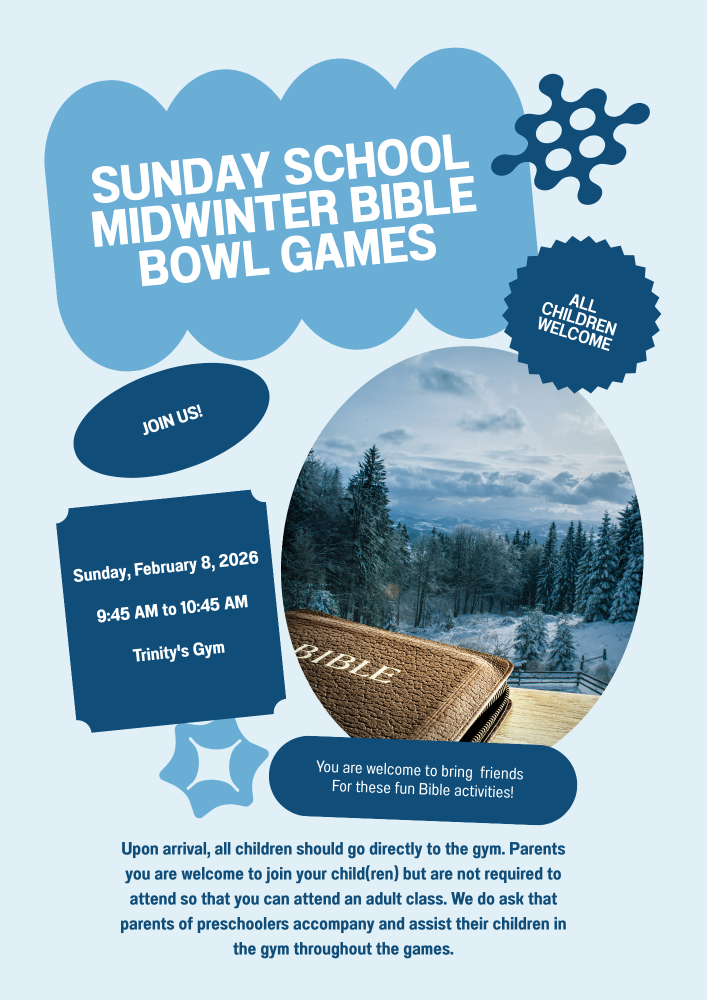 SUNDAY SCHOOL
MIDWINTER BIBLE
BOWL GAMES
ALL
CHILDREN
WELCOME
JOIN US!
Sunday, February 8, 2026
9:45 AM to 10:45 AM
Trinity's Gym
BIBLE
You are welcome to bring  friends
For these fun Bible activities!
Upon arrival, all children should go directly to the gym. Parents
you are welcome to join your child(ren) but are not required to
attend so that you can attend an adult class. We do ask that
parents of preschoolers accompany and assist their children in
the gym throughout the games.